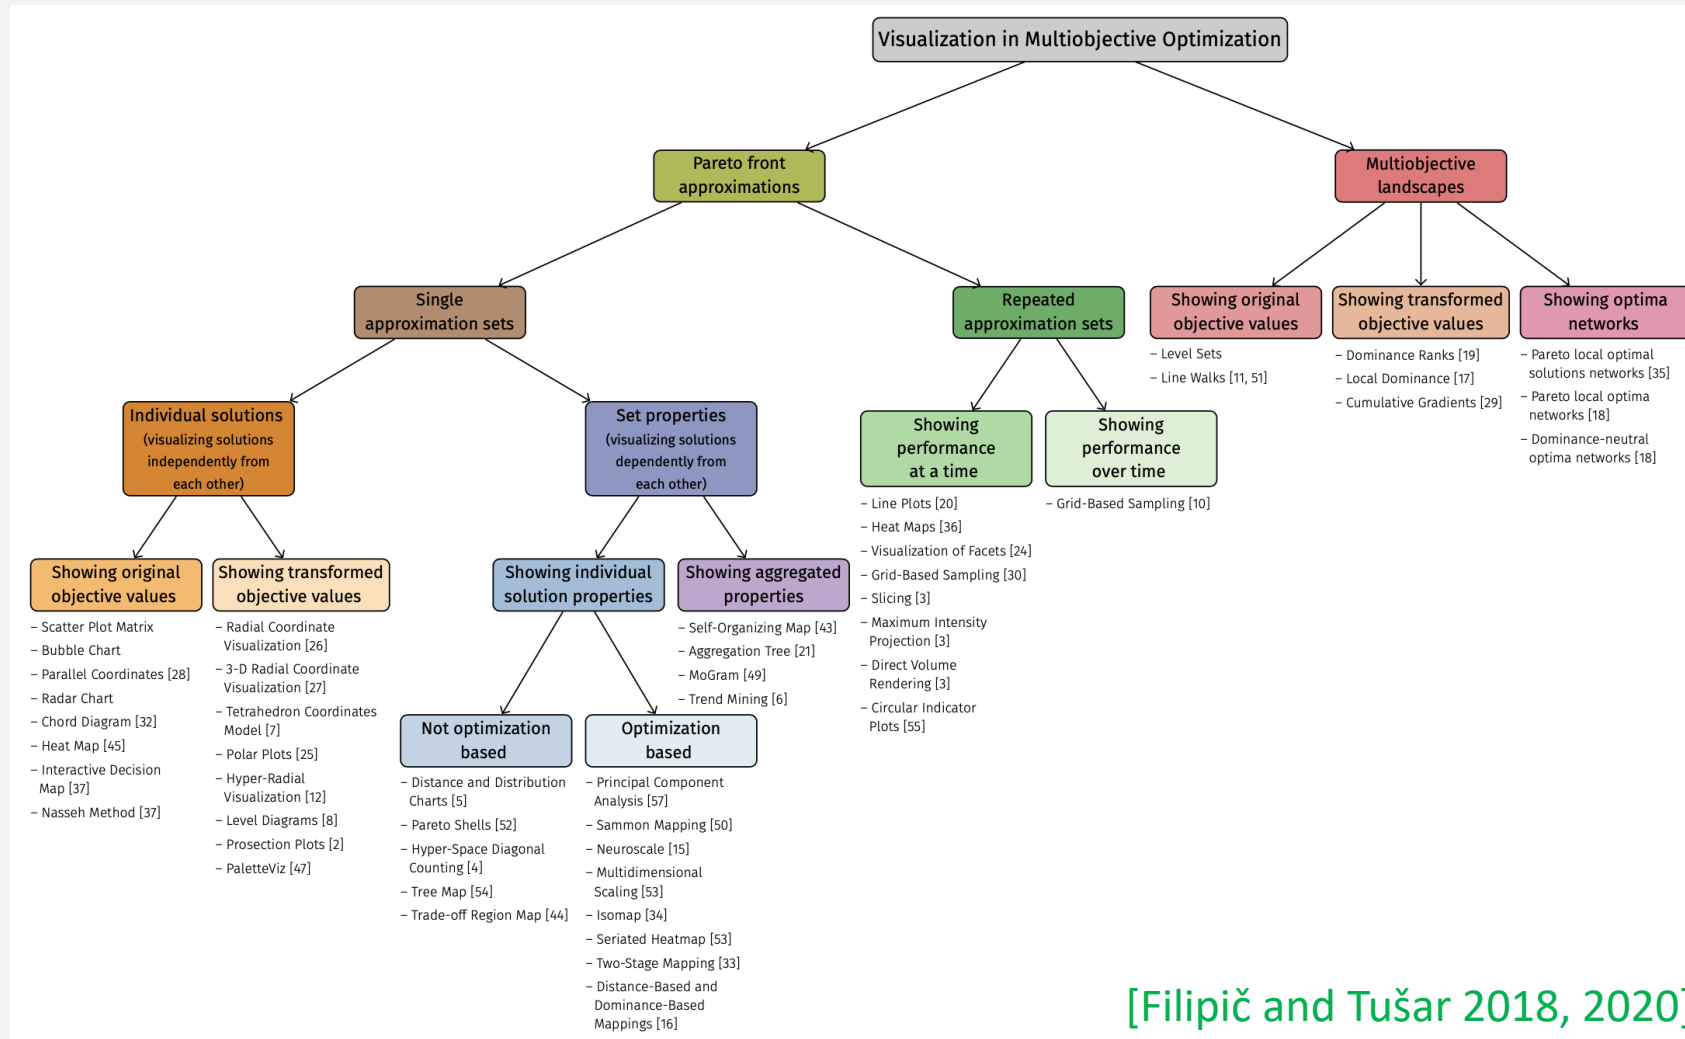 Visualization in Multiobjective Optimization
Pareto front
approximations
Multiobjective
landscapes
Single
approximation sets
Repeated
approximation sets
Showing original
objective values
– Level Sets
– Line Walks [11, 51]
Showing transformed
objective values
– Dominance Ranks [19]
– Local Dominance [17]
– Cumulative Gradients [29]
Showing optima
networks
– Pareto local optimal
solutions networks [35]
– Pareto local optima
networks [18]
– Dominance-neutral
optima networks [18]
Individual solutions
(visualizing solutions
independently from
each other)
Set properties
(visualizing solutions
dependently from
each other)
Showing
performance
at a time
– Line Plots [20]
– Heat Maps [36]
– Visualization of Facets [24]
– Grid-Based Sampling [30]
– Slicing [3]
– Maximum Intensity
Projection [3]
– Direct Volume
Rendering [3]
– Circular Indicator
Plots [55]
Showing
performance
over time
– Grid-Based Sampling [10]
Showing original
objective values
– Scatter Plot Matrix
– Bubble Chart
– Parallel Coordinates [28]
– Radar Chart
– Chord Diagram [32]
– Heat Map [45]
– Interactive Decision
Map [37]
– Nasseh Method [37]
Showing transformed
objective values
– Radial Coordinate
Visualization [26]
– 3-D Radial Coordinate
Visualization [27]
– Tetrahedron Coordinates
Model [7]
– Polar Plots [25]
– Hyper-Radial
Visualization [12]
– Level Diagrams [8]
– Prosection Plots [2]
– PaletteViz [47]
Showing individual
solution properties
Showing aggregated
properties
– Self-Organizing Map [43]
– Aggregation Tree [21]
– MoGram [49]
– Trend Mining [6]
Not optimization
based
– Distance and Distribution
Charts [5]
– Pareto Shells [52]
– Hyper-Space Diagonal
Counting [4]
– Tree Map [54]
– Trade-off Region Map [44]
Optimization
based
– Principal Component
Analysis [57]
– Sammon Mapping [50]
– Neuroscale [15]
– Multidimensional
Scaling [53]
– Isomap [34]
– Seriated Heatmap [53]
– Two-Stage Mapping [33]
– Distance-Based and
Dominance-Based
Mappings [16]
[Filipič and Tušar 2018, 2020]